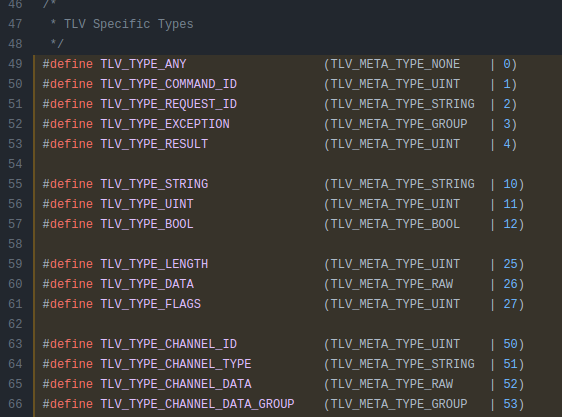 46 /*
47  * TLV Specific Types
48  */
49 #define TLV_TYPE_ANY                   (TLV_META_TYPE_NONE    | 0)
50 #define TLV_TYPE_COMMAND_ID            (TLV_META_TYPE_UINT    | 1)
51 #define TLV_TYPE_REQUEST_ID            (TLV_META_TYPE_STRING  | 2)
52 #define TLV_TYPE_EXCEPTION             (TLV_META_TYPE_GROUP   | 3)
53 #define TLV_TYPE_RESULT                (TLV_META_TYPE_UINT    | 4)
54
55 #define TLV_TYPE_STRING                (TLV_META_TYPE_STRING  | 10)
56 #define TLV_TYPE_UINT                  (TLV_META_TYPE_UINT    | 11)
57 #define TLV_TYPE_BOOL                  (TLV_META_TYPE_BOOL    | 12)
58
59 #define TLV_TYPE_LENGTH                (TLV_META_TYPE_UINT    | 25)
60 #define TLV_TYPE_DATA                  (TLV_META_TYPE_RAW     | 26)
61 #define TLV_TYPE_FLAGS                 (TLV_META_TYPE_UINT    | 27)
62
63 #define TLV_TYPE_CHANNEL_ID            (TLV_META_TYPE_UINT    | 50)
64 #define TLV_TYPE_CHANNEL_TYPE          (TLV_META_TYPE_STRING  | 51)
65 #define TLV_TYPE_CHANNEL_DATA          (TLV_META_TYPE_RAW     | 52)
66 #define TLV_TYPE_CHANNEL_DATA_GROUP    (TLV_META_TYPE_GROUP   | 53)